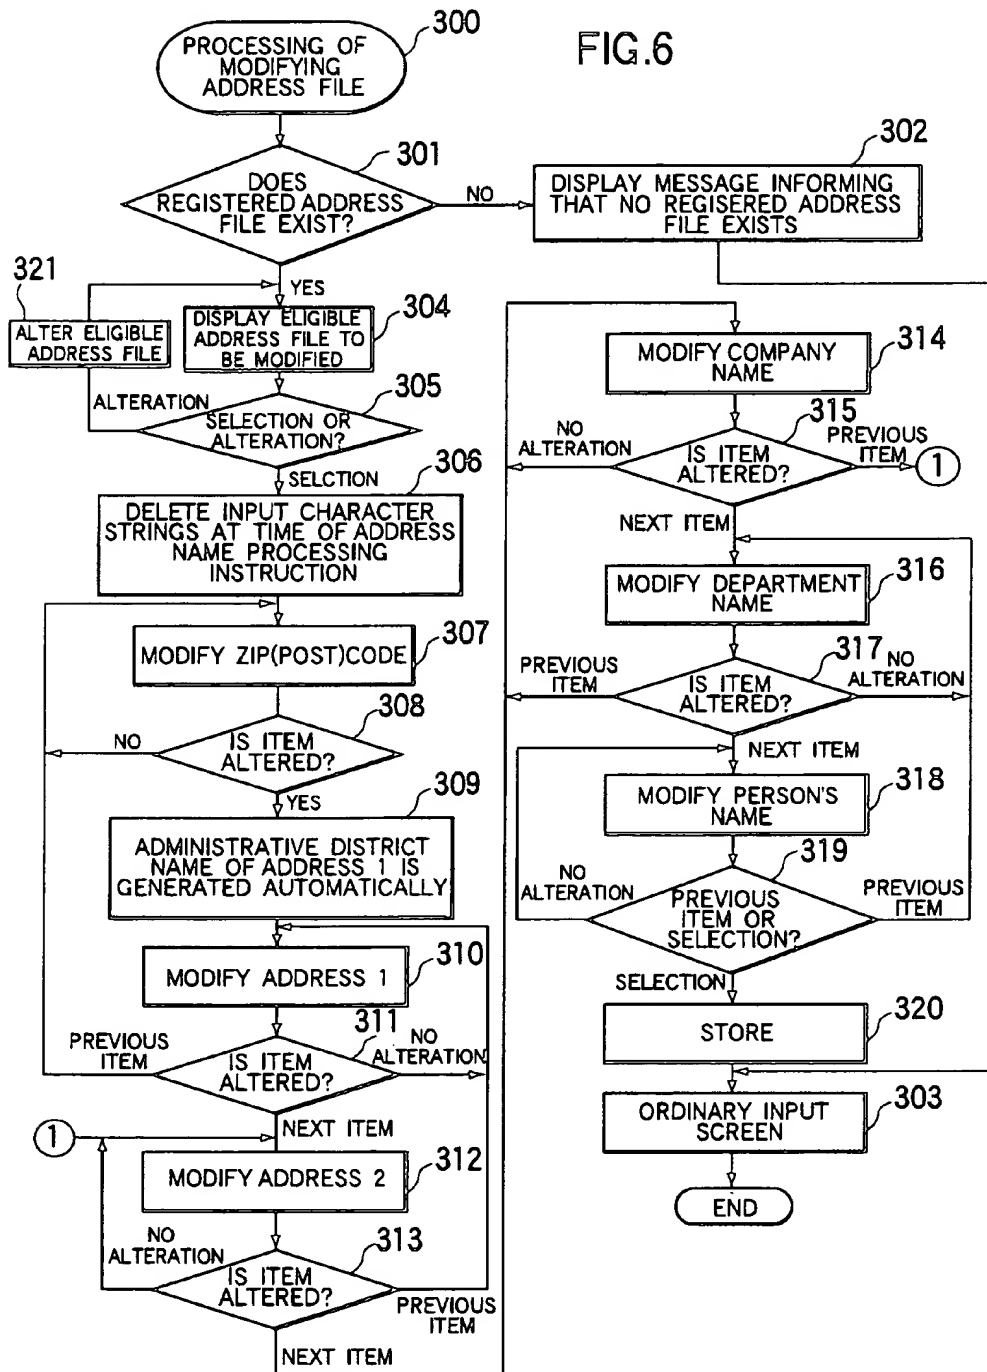 FIG.6
300
PROCESSING OF
MODIFYING
ADDRESS FILE
301
DOES
REGISTERED ADDRESS
FILE EXIST?
NO
302
DISPLAY MESSAGE INFORMING
THAT NO REGISERED ADDRESS
FILE EXISTS
YES
321
ALTER ELIGIBLE
ADDRESS FILE
304
DISPLAY ELIGIBLE
ADDRESS FILE TO
BE MODIFIED
ALTERATION
305
SELECTION OR
ALTERATION?
SELCTION
306
DELETE INPUT CHARACTER
STRINGS AT TIME OF ADDRESS
NAME PROCESSING
INSTRUCTION
307
MODIFY ZIP(POST)CODE
308
NO
IS ITEM
ALTERED?
YES
309
ADMINISTRATIVE DISTRICT
NAME OF ADDRESS 1 IS
GENERATED AUTOMATICALLY
310
MODIFY ADDRESS 1
311
PREVIOUS
ITEM
IS ITEM
ALTERED?
NO
ALTERATION
NEXT ITEM
1
312
MODIFY ADDRESS 2
NO
ALTERATION
313
IS ITEM
ALTERED?
PREVIOUS
ITEM
NEXT ITEM
314
MODIFY COMPANY
NAME
315
NO
ALTERATION
IS ITEM
ALTERED?
PREVIOUS
ITEM
1
NEXT ITEM
316
MODIFY DEPARTMENT
NAME
317
PREVIOUS
ITEM
IS ITEM
ALTERED?
NO
ALTERATION
NEXT ITEM
318
MODIFY PERSON'S
NAME
319
NO
ALTERATION
PREVIOUS
ITEM OR
SELECTION?
PREVIOUS
ITEM
SELECTION
320
STORE
303
ORDINARY INPUT
SCREEN
END